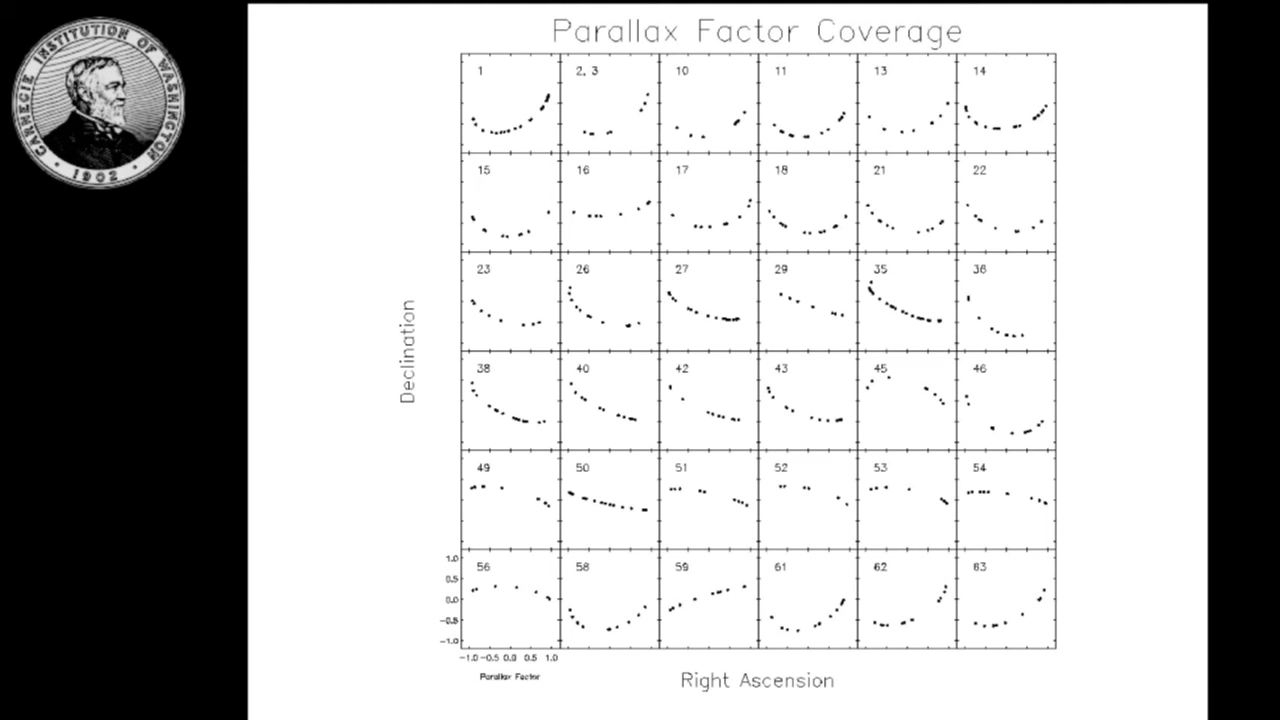 CARNEGIE INSTITUTION OF WASHINGTON
1902
Parallax Factor Coverage
1 2, 3 10 11 13 14
15 16 17 18 21 22
23 26 27 29 35 36
Declination
38 40 42 43 45 46
49 50 51 52 53 54
56 58 59 61 62 63
1.0
0.5
0.0
-0.5
-1.0
-1.0 -0.5 0.0 0.5 1.0
Parallax Factor
Right Ascension